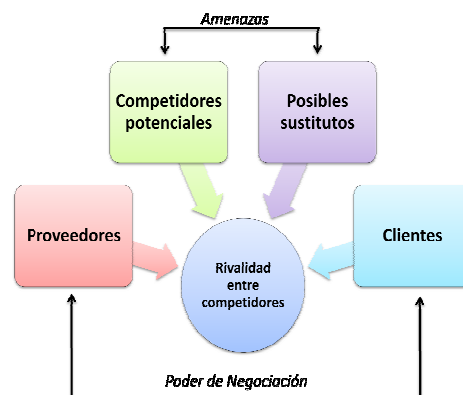 Amenazas
Competidores
potenciales
Posibles
sustitutos
Proveedores
Clientes
Rivalidad
entre
competidores
Poder de Negociación